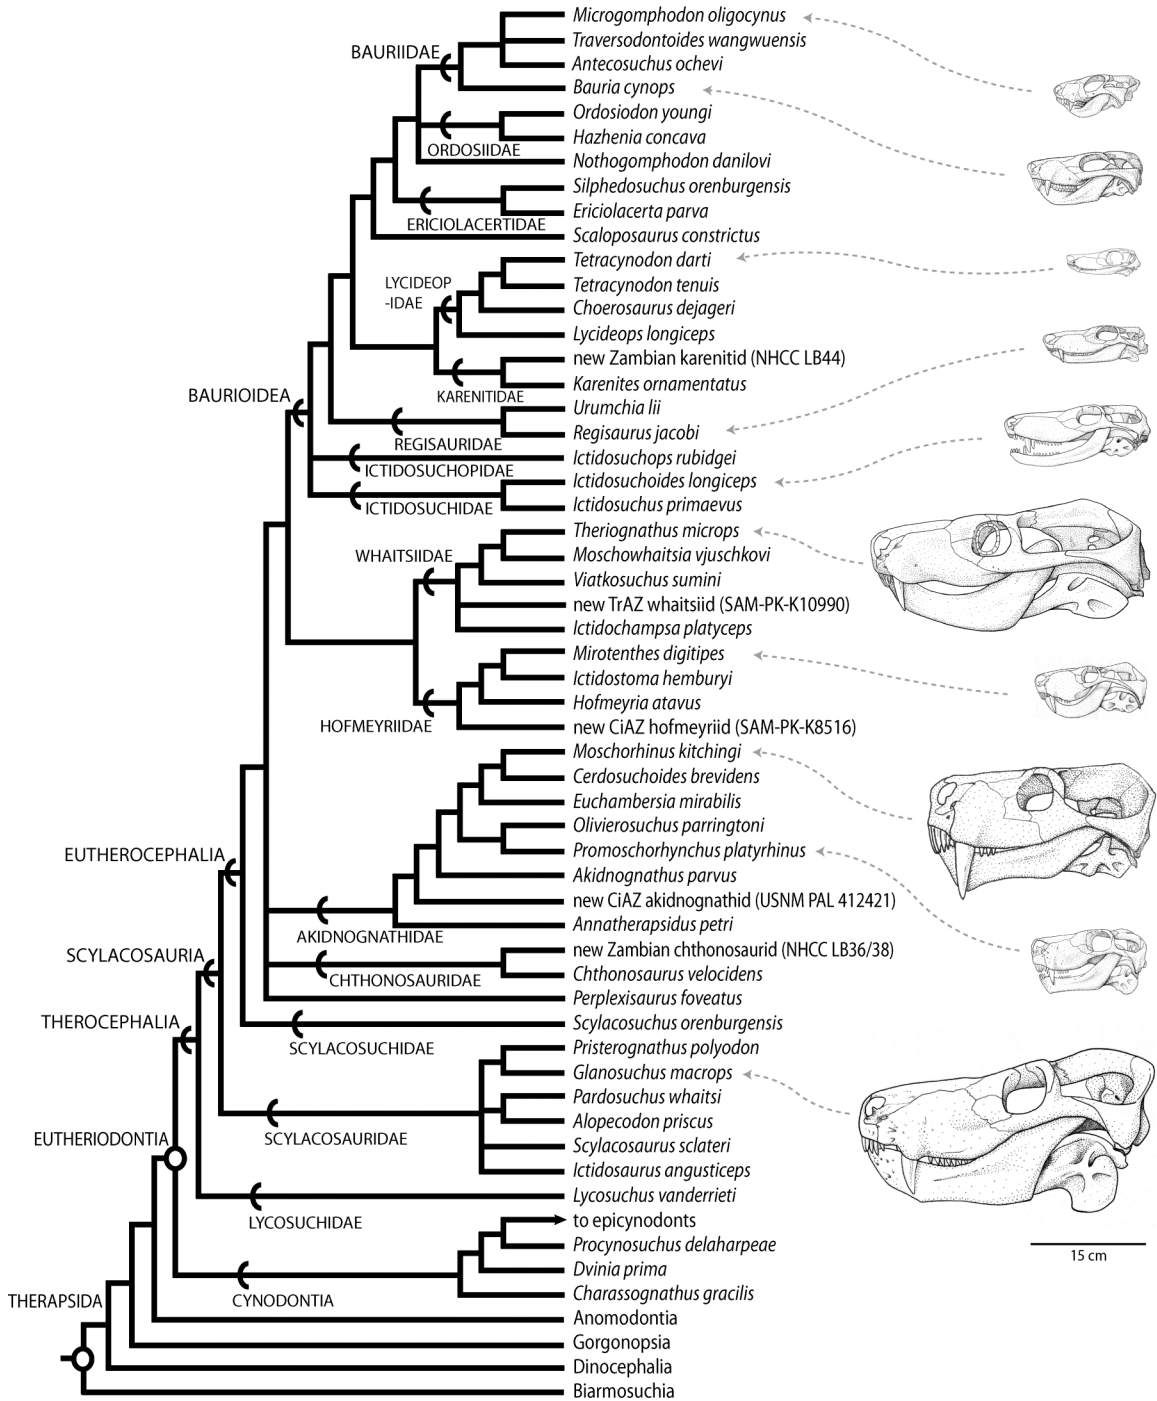 Microgomphodon oligocynus
Traversodontoides wangwuensis
BAURIIDAE
Antecosuchus ochevi
Bauria cynops
Ordosiodon youngi
Hazhenia concava
ORDOSIIDAE
Nothogomphodon danilovi
Silphedosuchus orenburgensis
Ericiolacerta parva
ERICIOLACERTIDAE
Scaloposaurus constrictus
Tetracynodon darti
LYCIDEOP
-IDAE
Tetracynodon tenuis
Choerosaurus dejageri
Lycideops longiceps
new Zambian karenitid (NHCC LB44)
Karenites ornamentatus
KARENITIDAE
BAURIOIDEA
Urumchia lii
Regisaurus jacobi
REGISAURIDAE
Ictidosuchops rubidgei
ICTIDOSUCHOPIDAE
Ictidosuchoides longiceps
Ictidosuchus primaevus
ICTIDOSUCHIDAE
Theriognathus microps
WHAITSIIDAE
Moschowhaitsia vjuschkovi
Viatkosuchus sumini
new TrAZ whaitsiid (SAM-PK-K10990)
Ictidochampsa platyceps
Mirotenthes digitipes
Ictidostoma hemburyi
Hofmeyria atavus
HOFMEYRIIDAE
new CiAZ hofmeyriid (SAM-PK-K8516)
Moschorhinus kitchingi
Cerdosuchoides brevidens
Euchambersia mirabilis
Olivierosuchus parringtoni
Promoschorhynchus platyrhinus
EUTHEROCEPHALIA
Akidnognathus parvus
new CiAZ akidnognathid (USNM PAL 412421)
Annatherapsidus petri
AKIDNOGNATHIDAE
new Zambian chthonosaurid (NHCC LB36/38)
SCYLACOSAURIA
Chthonosaurus velocidens
CHTHONOSAURIDAE
Perplexisaurus foveatus
THEROCEPHALIA
Scylacosuchus orenburgensis
SCYLACOSUCHIDAE
Pristerognathus polyodon
Glanosuchus macrops
Pardosuchus whaitsi
Alopecodon priscus
EUTHERIODONTIA
SCYLACOSAURIDAE
Scylacosaurus sclateri
Ictidosaurus angusticeps
Lycosuchus vanderrieti
LYCOSUCHIDAE
to epicynodonts
Procynosuchus delaharpeae
15 cm
Dvinia prima
Charassognathus gracilis
CYNODONTIA
THERAPSIDA
Anomodontia
Gorgonopsia
Dinocephalia
Biarmosuchia